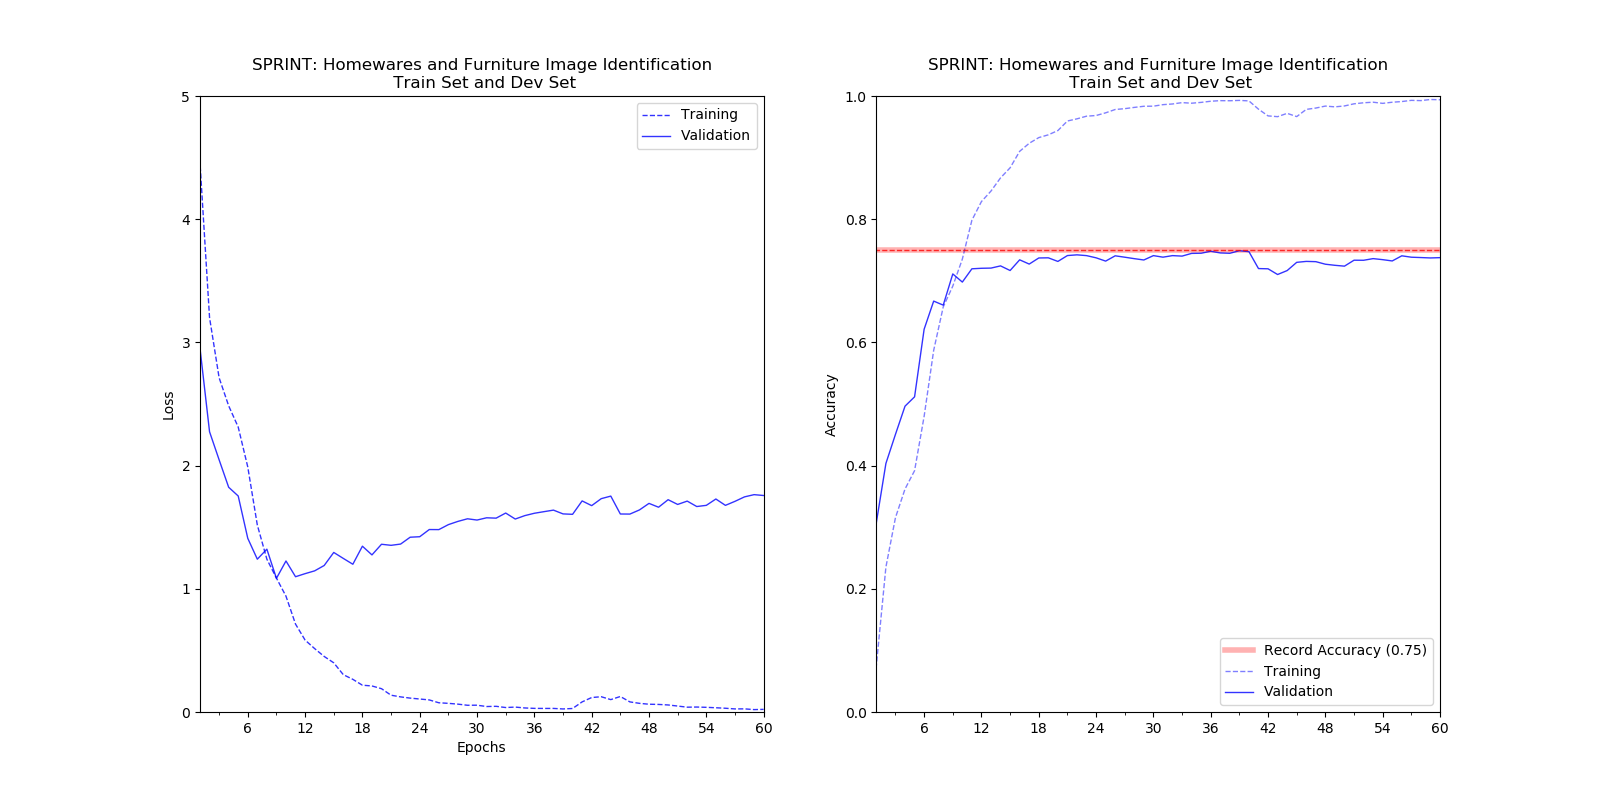 SPRINT: Homewares and Furniture Image Identification
Train Set and Dev Set
5
4
3
2
1
0
Loss
Training
Validation
6 12 18 24 30 36 42 48 54 60
Epochs
SPRINT: Homewares and Furniture Image Identification
Train Set and Dev Set
1.0
0.8
0.6
0.4
0.2
0.0
Accuracy
Record Accuracy (0.75)
Training
Validation
6 12 18 24 30 36 42 48 54 60